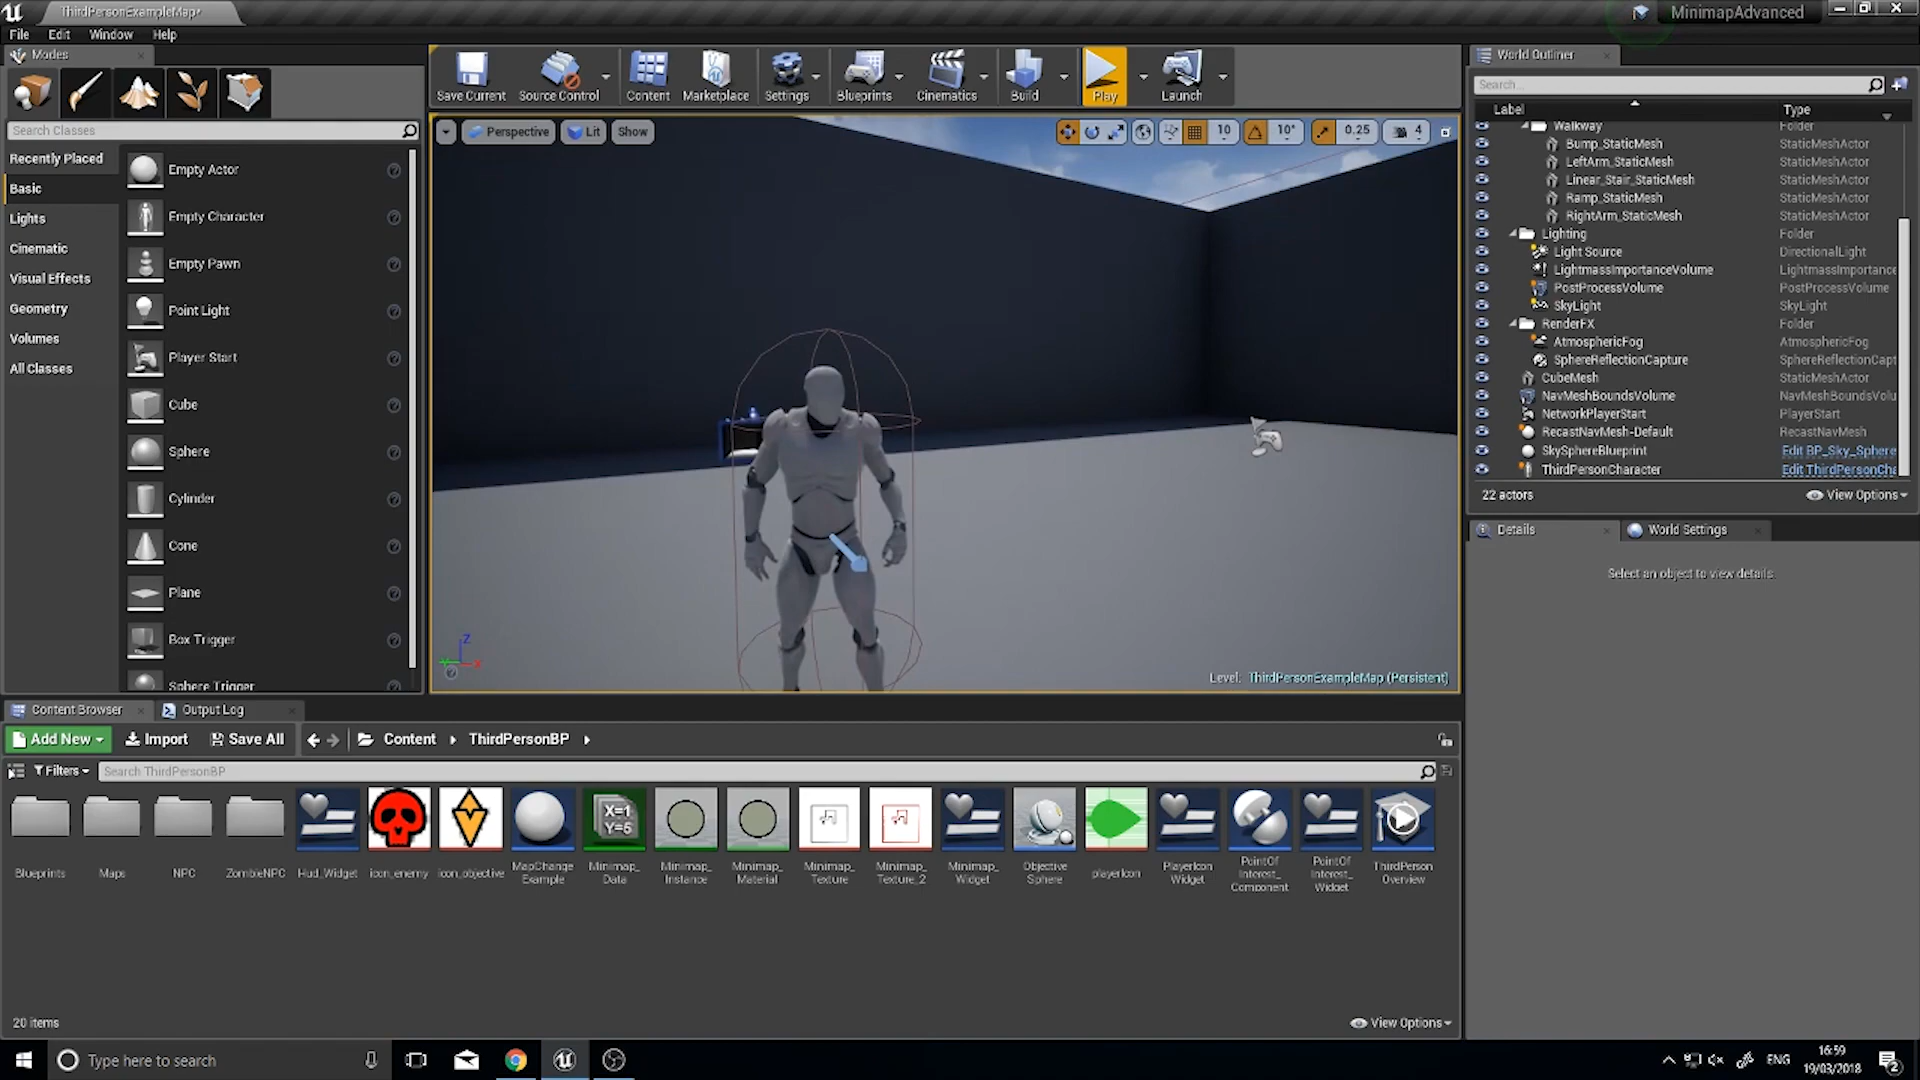 ThirdPersonExampleMap*
MinimapAdvanced
File Edit Window Help
Modes
Search Classes
Recently Placed
Basic
Lights
Cinematic
Visual Effects
Geometry
Volumes
All Classes
Empty Actor
Empty Character
Empty Pawn
Point Light
Player Start
Cube
Sphere
Cylinder
Cone
Plane
Box Trigger
Sphere Trigger
Save Current Source Control Content Marketplace Settings Blueprints Cinematics Build Play Launch
Perspective Lit Show
10 10° 0.25 4
Z
X
Level: ThirdPersonExampleMap (Persistent)
World Outliner
Search...
Label Type
Walkway Folder
Bump_StaticMesh StaticMeshActor
LeftArm_StaticMesh StaticMeshActor
Linear_Stair_StaticMesh StaticMeshActor
Ramp_StaticMesh StaticMeshActor
RightArm_StaticMesh StaticMeshActor
Lighting Folder
Light Source DirectionalLight
LightmassImportanceVolume LightmassImportance
PostProcessVolume PostProcessVolume
SkyLight SkyLight
RenderFX Folder
AtmosphericFog AtmosphericFog
SphereReflectionCapture SphereReflectionCapt
CubeMesh StaticMeshActor
NavMeshBoundsVolume NavMeshBoundsVolu
NetworkPlayerStart PlayerStart
RecastNavMesh-Default RecastNavMesh
SkySphereBlueprint Edit BP_Sky_Sphere
ThirdPersonCharacter Edit ThirdPersonCha
22 actors View Options
Details World Settings
Select an object to view details.
Content Browser Output Log
Add New Import Save All Content ThirdPersonBP
Filters Search ThirdPersonBP
X=1
Y=5
Blueprints
Maps
NPC
ZombieNPC
Hud_Widget
icon_enemy
icon_objective
MapChange
Example
Minimap_
Data
Minimap_
Instance
Minimap_
Material
Minimap_
Texture
Minimap_
Texture_2
Minimap_
Widget
Objective
Sphere
playerIcon
PlayerIcon
Widget
PointOf
Interest_
Component
PointOf
Interest_
Widget
ThirdPerson
Overview
20 items View Options
Type here to search
ENG
16:59
19/03/2018
2